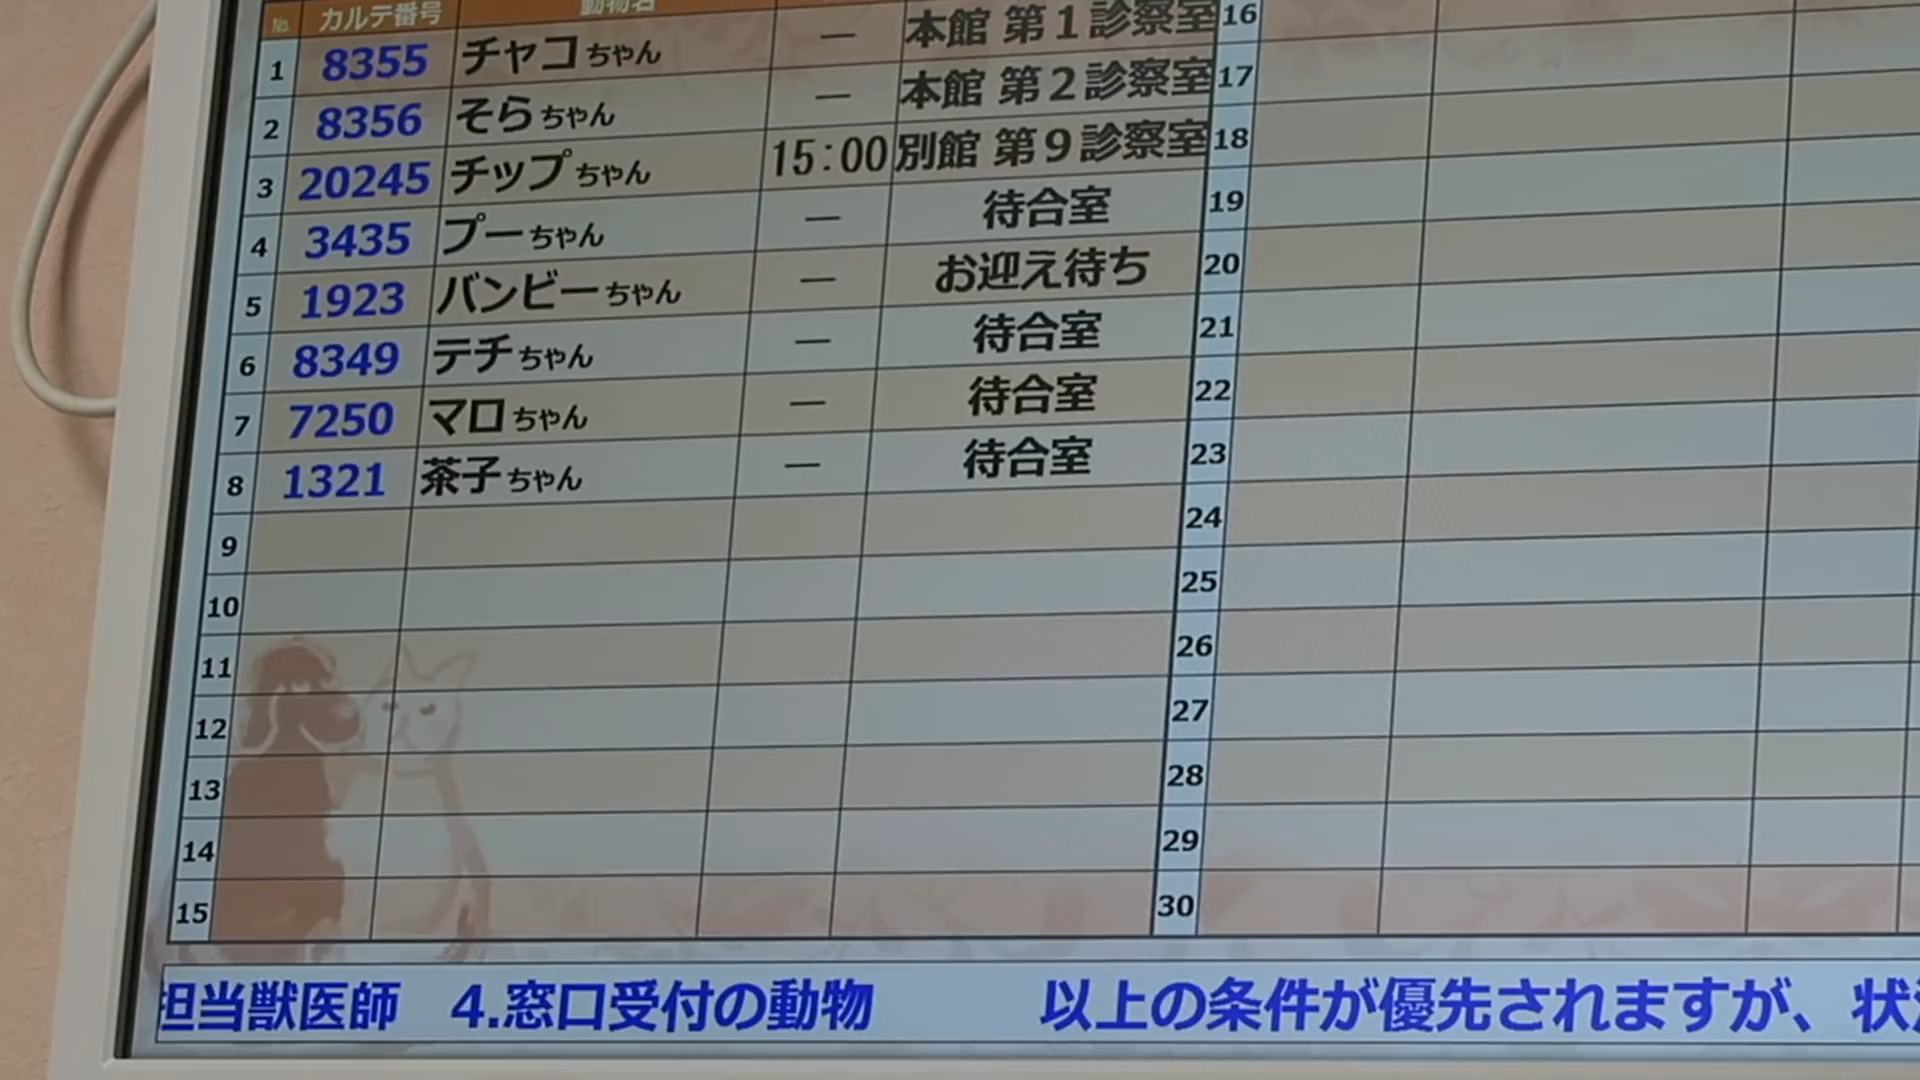 № カルテ番号 動物名
1 8355 チャコちゃん — 本館 第1診察室 16
2 8356 そらちゃん — 本館 第2診察室 17
3 20245 チップちゃん 15:00 別館 第9診察室 18
4 3435 プーちゃん — 待合室 19
5 1923 バンビーちゃん — お迎え待ち 20
6 8349 テチちゃん — 待合室 21
7 7250 マロちゃん — 待合室 22
8 1321 茶子ちゃん — 待合室 23
9 24
10 25
11 26
12 27
13 28
14 29
15 30
担当獣医師 4.窓口受付の動物 以上の条件が優先されますが、状